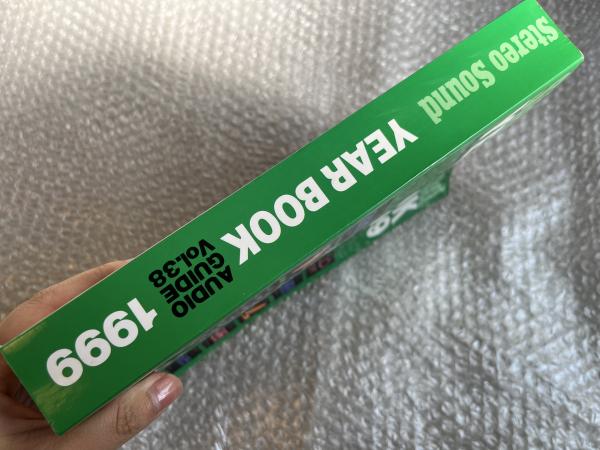 Stereo Sound
YEAR BOOK
AUDIO
GUIDE
Vol.38
1999